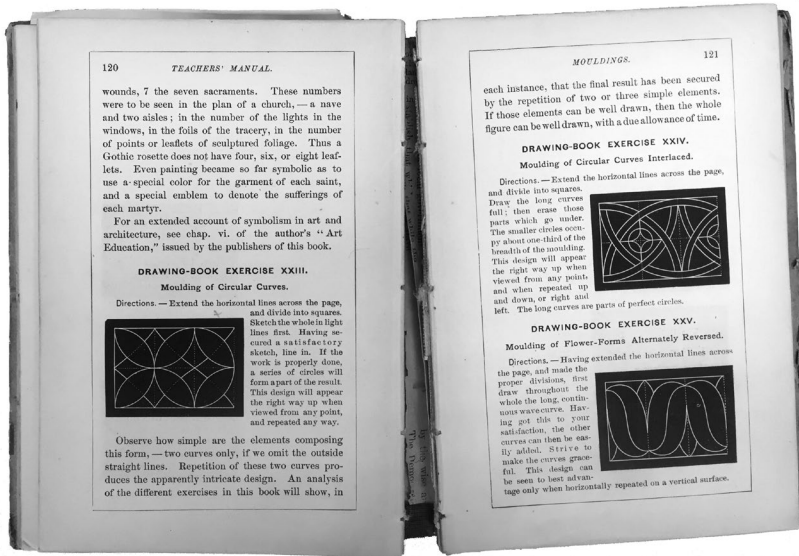 120
TEACHERS' MANUAL.
wounds, 7 the seven sacraments. These numbers
were to be seen in the plan of a church, — a nave
and two aisles; in the number of the lights in the
windows, in the foils of the tracery, in the number
of points or leaflets of sculptured foliage. Thus a
Gothic rosette does not have four, six, or eight leaf-
lets. Even painting became so far symbolic as to
use a special color for the garment of each saint,
and a special emblem to denote the sufferings of
each martyr.
For an extended account of symbolism in art and
architecture, see chap. vi. of the author's "Art
Education," issued by the publishers of this book.
DRAWING-BOOK EXERCISE XXIII.
Moulding of Circular Curves.
Directions. — Extend the horizontal lines across the page,
and divide into squares.
Sketch the whole in light
lines first. Having se-
cured a satisfactory
sketch, line in. If the
work is properly done,
a series of circles will
form a part of the result.
This design will appear
the right way up when
viewed from any point,
and repeated any way.
Observe how simple are the elements composing
this form, — two curves only, if we omit the outside
straight lines. Repetition of these two curves pro-
duces the apparently intricate design. An analysis
of the different exercises in this book will show, in
MOULDINGS.
121
each instance, that the final result has been secured
by the repetition of two or three simple elements.
If those elements can be well drawn, then the whole
figure can be well drawn, with a due allowance of time.
DRAWING-BOOK EXERCISE XXIV.
Moulding of Circular Curves Interlaced.
Directions. — Extend the horizontal lines across the page,
and divide into squares.
Draw the long curves
full; then erase those
parts which go under.
The smaller circles occu-
py about one-third of the
breadth of the moulding.
This design will appear
the right way up when
viewed from any point,
and when repeated up
and down, or right and
left. The long curves are parts of perfect circles.
DRAWING-BOOK EXERCISE XXV.
Moulding of Flower-Forms Alternately Reversed.
Directions. — Having extended the horizontal lines across
the page, and made the
proper divisions, first
draw throughout the
whole the long, contin-
uous wave curve. Hav-
ing got this to your
satisfaction, the other
curves can then be eas-
ily added. Strive to
make the curves grace-
ful. This design can
be seen to best advan-
tage only when horizontally repeated on a vertical surface.